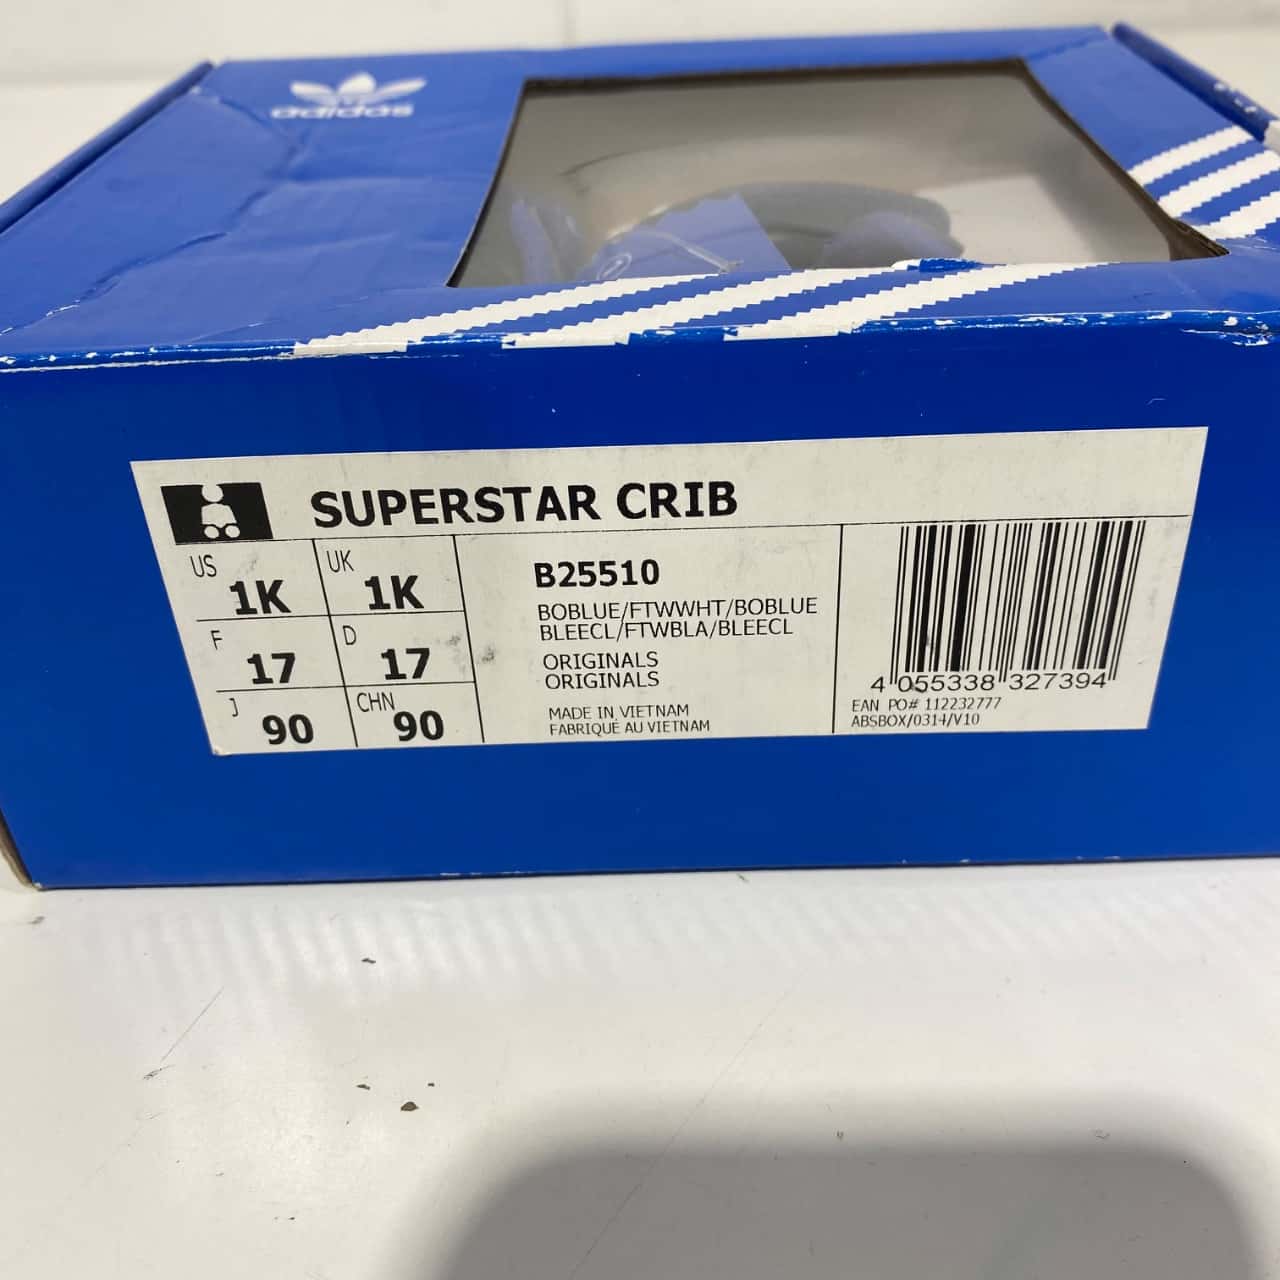 adidas
SUPERSTAR CRIB
US 1K UK 1K
F 17 D 17
J 90 CHN 90
B25510
BOBLUE/FTWWHT/BOBLUE
BLEECL/FTWBLA/BLEECL
ORIGINALS
ORIGINALS
MADE IN VIETNAM
FABRIQUÉ AU VIETNAM
4 055338 327394
EAN PO# 112232777
ABSBOX/0314/V10